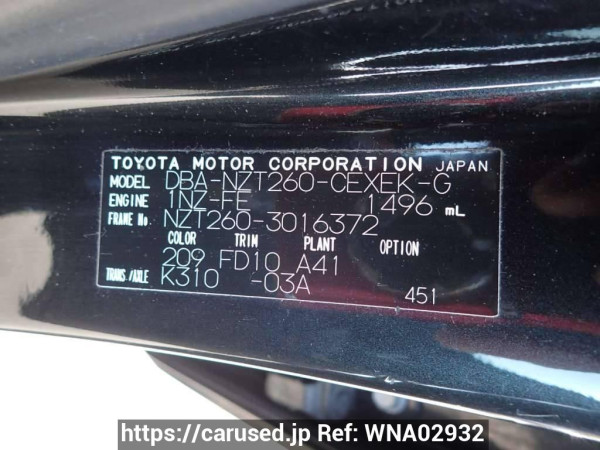 TOYOTA MOTOR CORPORATION JAPAN
MODEL DBA-NZT260-CEXEK-G
ENGINE 1NZ-FE 1496 mL
FRAME No. NZT260-3016372
COLOR TRIM PLANT OPTION
209 FD10 A41
TRANS./AXLE K310 -03A
451
https://carused.jp Ref: WNA02932